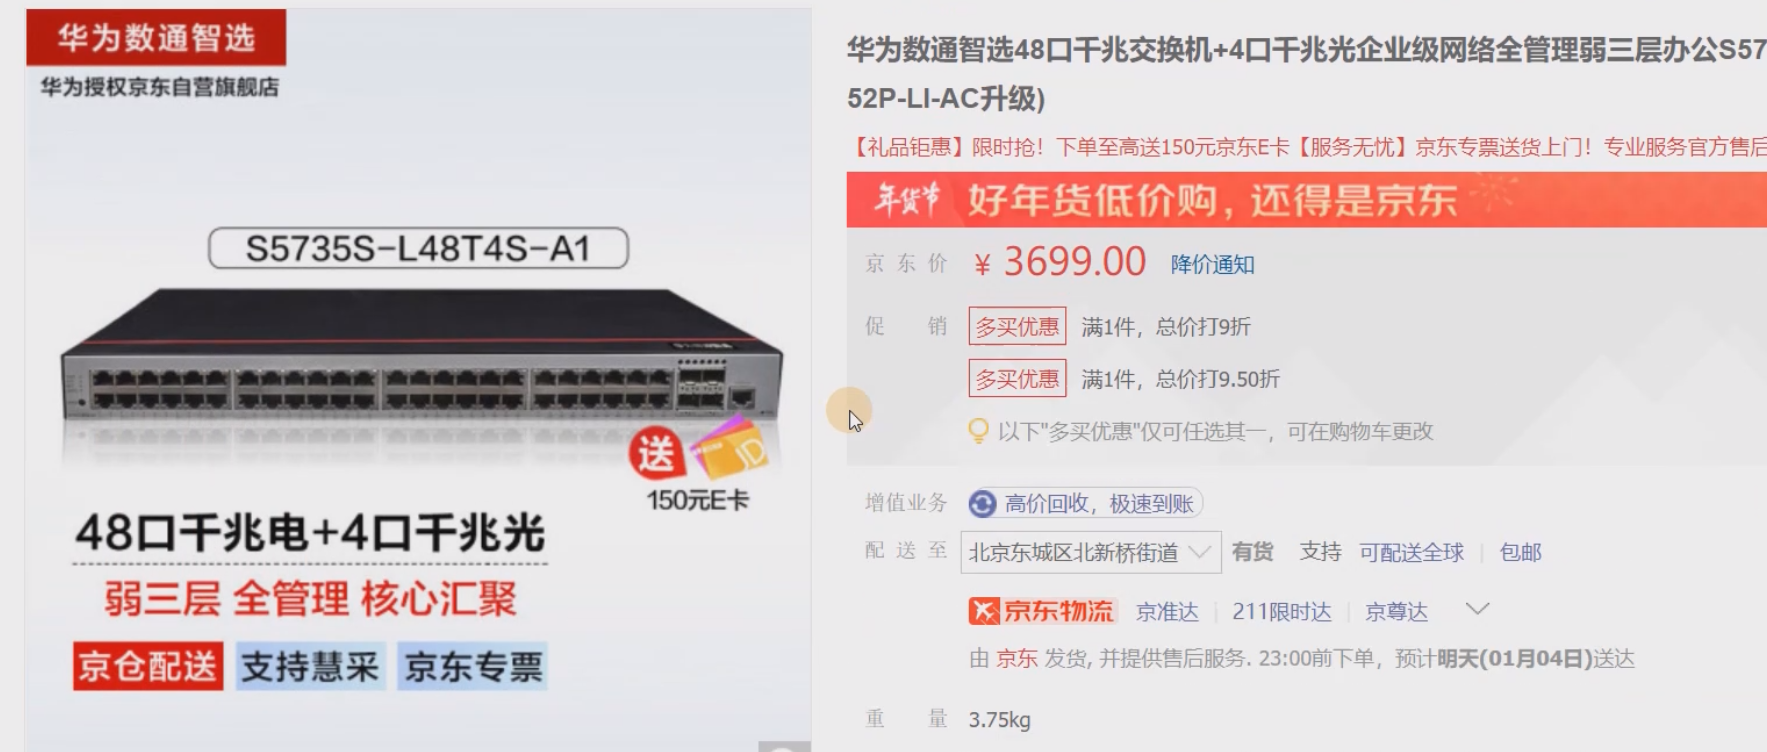 华为数通智选
华为授权京东自营旗舰店
S5735S-L48T4S-A1
送
JD
150元E卡
48口千兆电+4口千兆光
弱三层 全管理 核心汇聚
京仓配送 支持慧采 京东专票
华为数通智选48口千兆交换机+4口千兆光企业级网络全管理弱三层办公S57
52P-LI-AC升级)
【礼品钜惠】限时抢！下单至高送150元京东E卡【服务无忧】京东专票送货上门！专业服务官方售后
年货节 好年货低价购，还得是京东
京东价 ￥3699.00 降价通知
促销 多买优惠 满1件，总价打9折
多买优惠 满1件，总价打9.50折
以下"多买优惠"仅可任选其一，可在购物车更改
增值业务 高价回收，极速到账
配送至 北京东城区北新桥街道 有货 支持 可配送全球 | 包邮
京东物流 京准达 | 211限时达 | 京尊达
由 京东 发货, 并提供售后服务. 23:00前下单，预计明天(01月04日)送达
重量 3.75kg